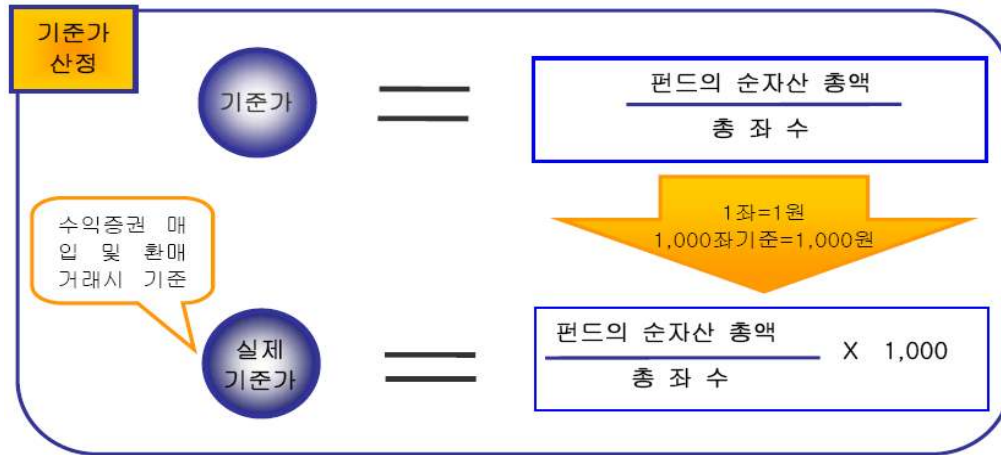 기준가
산정
기준가
펀드의 순자산 총액
총 좌 수
1좌=1원
1,000좌기준=1,000원
수익증권 매
입 및 환매
거래시 기준
실제
기준가
펀드의 순자산 총액
총 좌 수
X 1,000